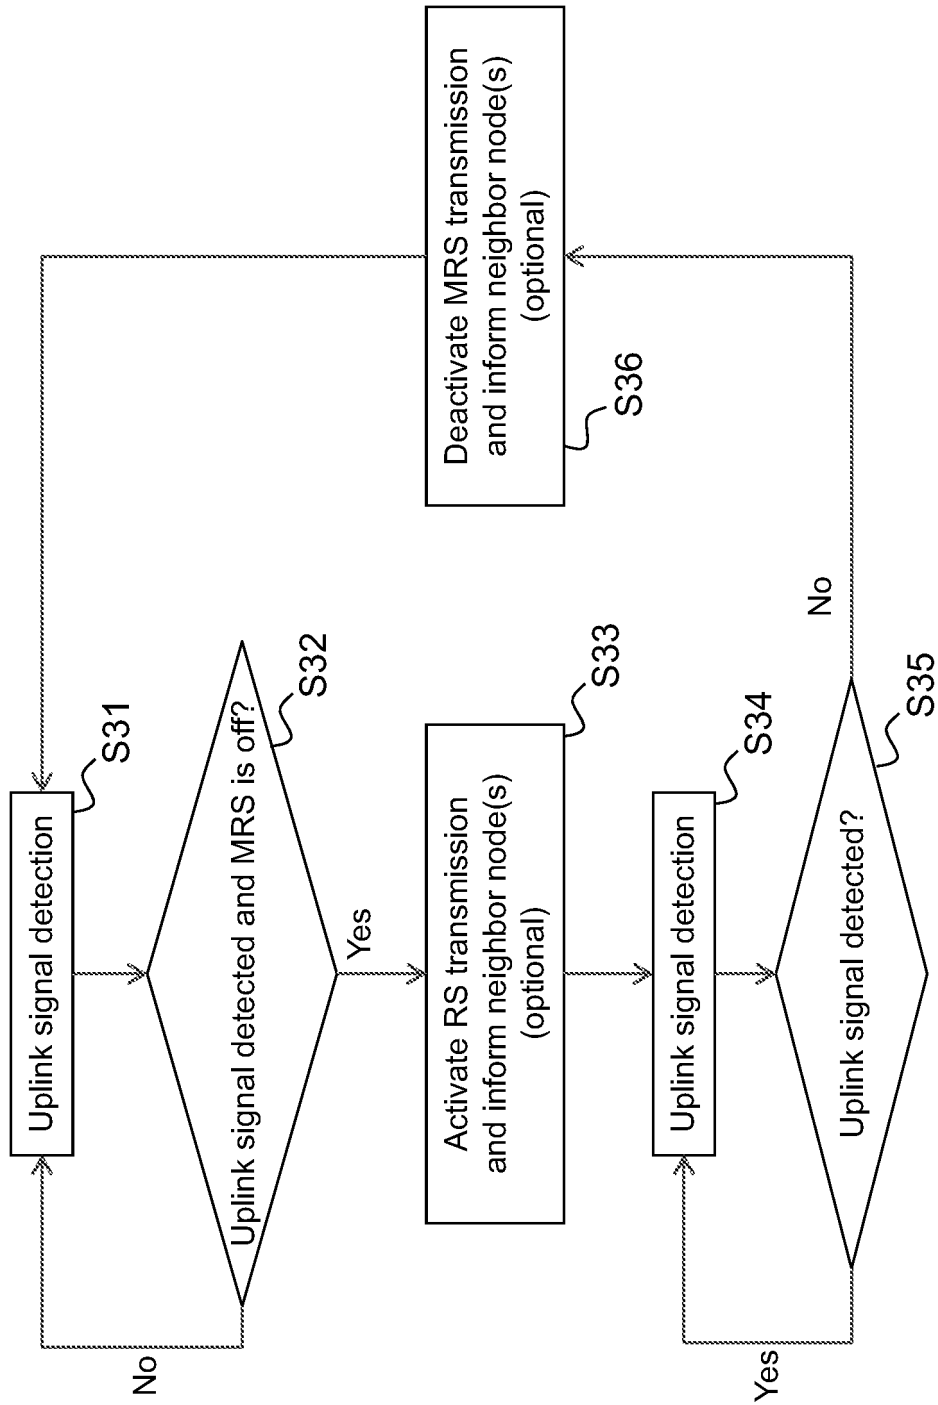 Uplink signal detection
S31
Uplink signal detected and MRS is off?
S32
No
Yes
Activate RS transmission
and inform neighbor node(s)
(optional)
S33
Uplink signal detection
S34
Uplink signal detected?
S35
Yes
No
Deactivate MRS transmission
and inform neighbor node(s)
(optional)
S36